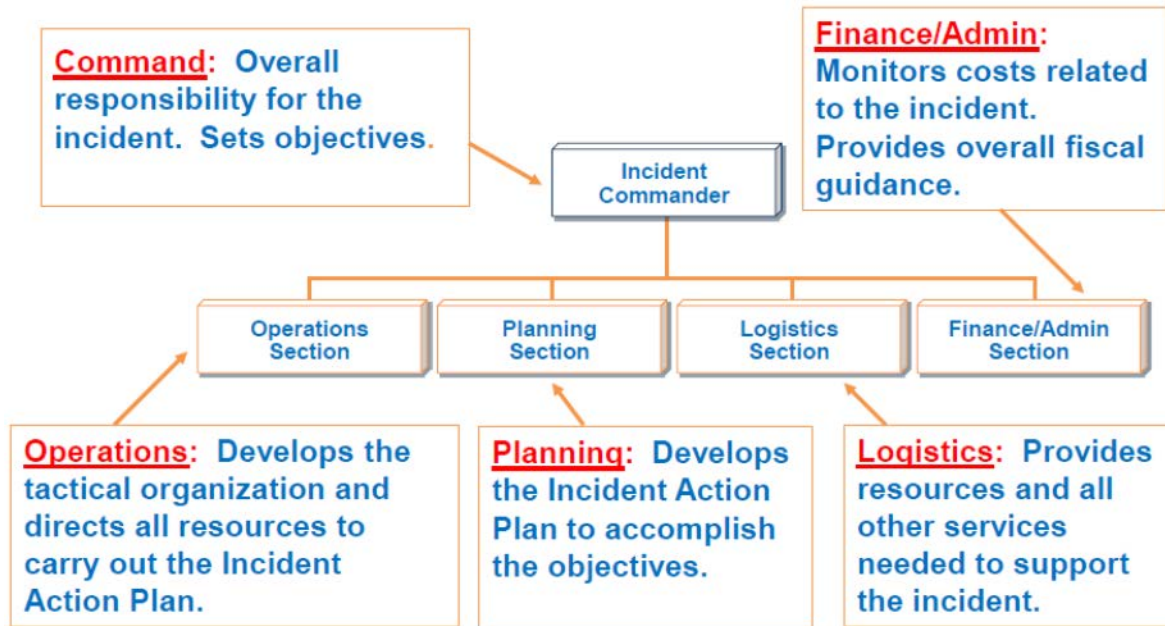 Command: Overall
responsibility for the
incident. Sets objectives.
Finance/Admin:
Monitors costs related
to the incident.
Provides overall fiscal
guidance.
Incident
Commander
Operations
Section
Planning
Section
Logistics
Section
Finance/Admin
Section
Operations: Develops the
tactical organization and
directs all resources to
carry out the Incident
Action Plan.
Planning: Develops
the Incident Action
Plan to accomplish
the objectives.
Logistics: Provides
resources and all
other services
needed to support
the incident.